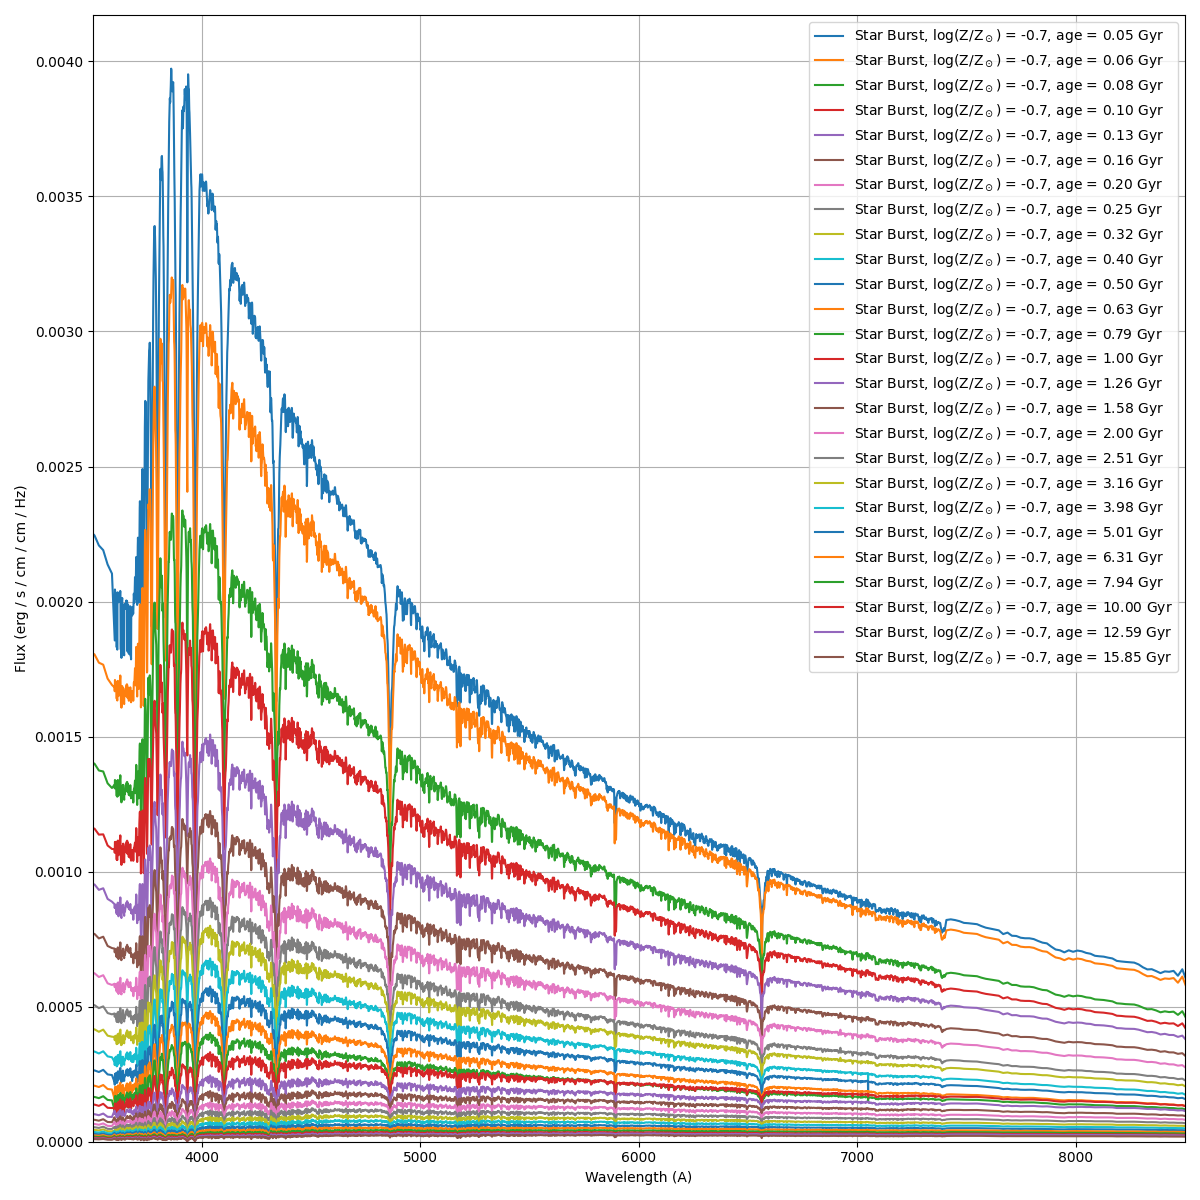 Star Burst, log(Z/Z⊙) = -0.7, age = 0.05 Gyr
Star Burst, log(Z/Z⊙) = -0.7, age = 0.06 Gyr
Star Burst, log(Z/Z⊙) = -0.7, age = 0.08 Gyr
Star Burst, log(Z/Z⊙) = -0.7, age = 0.10 Gyr
Star Burst, log(Z/Z⊙) = -0.7, age = 0.13 Gyr
Star Burst, log(Z/Z⊙) = -0.7, age = 0.16 Gyr
Star Burst, log(Z/Z⊙) = -0.7, age = 0.20 Gyr
Star Burst, log(Z/Z⊙) = -0.7, age = 0.25 Gyr
Star Burst, log(Z/Z⊙) = -0.7, age = 0.32 Gyr
Star Burst, log(Z/Z⊙) = -0.7, age = 0.40 Gyr
Star Burst, log(Z/Z⊙) = -0.7, age = 0.50 Gyr
Star Burst, log(Z/Z⊙) = -0.7, age = 0.63 Gyr
Star Burst, log(Z/Z⊙) = -0.7, age = 0.79 Gyr
Star Burst, log(Z/Z⊙) = -0.7, age = 1.00 Gyr
Star Burst, log(Z/Z⊙) = -0.7, age = 1.26 Gyr
Star Burst, log(Z/Z⊙) = -0.7, age = 1.58 Gyr
Star Burst, log(Z/Z⊙) = -0.7, age = 2.00 Gyr
Star Burst, log(Z/Z⊙) = -0.7, age = 2.51 Gyr
Star Burst, log(Z/Z⊙) = -0.7, age = 3.16 Gyr
Star Burst, log(Z/Z⊙) = -0.7, age = 3.98 Gyr
Star Burst, log(Z/Z⊙) = -0.7, age = 5.01 Gyr
Star Burst, log(Z/Z⊙) = -0.7, age = 6.31 Gyr
Star Burst, log(Z/Z⊙) = -0.7, age = 7.94 Gyr
Star Burst, log(Z/Z⊙) = -0.7, age = 10.00 Gyr
Star Burst, log(Z/Z⊙) = -0.7, age = 12.59 Gyr
Star Burst, log(Z/Z⊙) = -0.7, age = 15.85 Gyr
0.0040
0.0035
0.0030
0.0025
0.0020
0.0015
0.0010
0.0005
0.0000
Flux (erg / s / cm / cm / Hz)
4000 5000 6000 7000 8000
Wavelength (A)